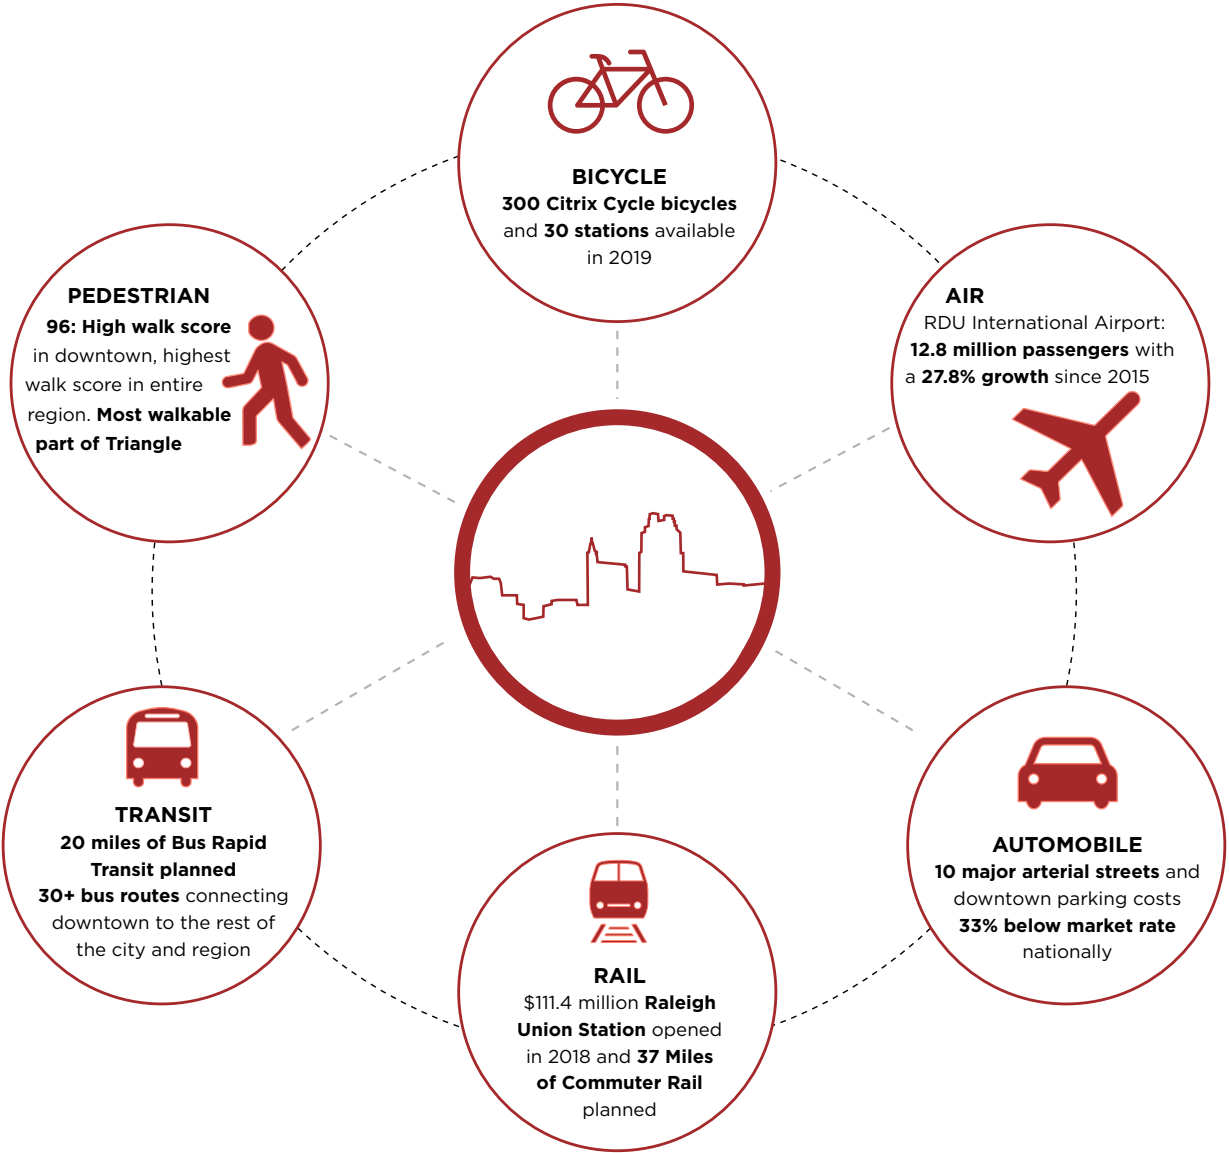 BICYCLE
300 Citrix Cycle bicycles
and 30 stations available
in 2019
PEDESTRIAN
96: High walk score
in downtown, highest
walk score in entire
region. Most walkable
part of Triangle
AIR
RDU International Airport:
12.8 million passengers with
a 27.8% growth since 2015
TRANSIT
20 miles of Bus Rapid
Transit planned
30+ bus routes connecting
downtown to the rest of
the city and region
AUTOMOBILE
10 major arterial streets and
downtown parking costs
33% below market rate
nationally
RAIL
$111.4 million Raleigh
Union Station opened
in 2018 and 37 Miles
of Commuter Rail
planned